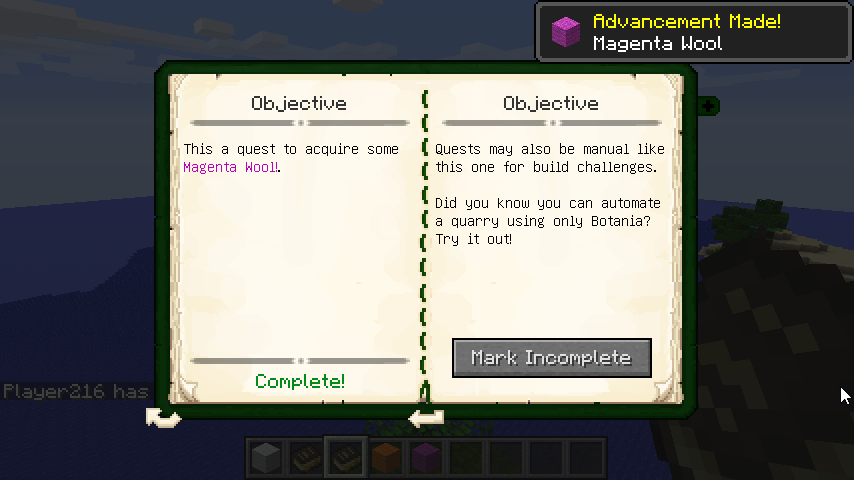 Advancement Made!
Magenta Wool
Objective
This a quest to acquire some
Magenta Wool!.
Complete!
Objective
Quests may also be manual like
this one for build challenges.
Did you know you can automate
a quarry using only Botania?
Try it out!
Mark Incomplete
Player216 has